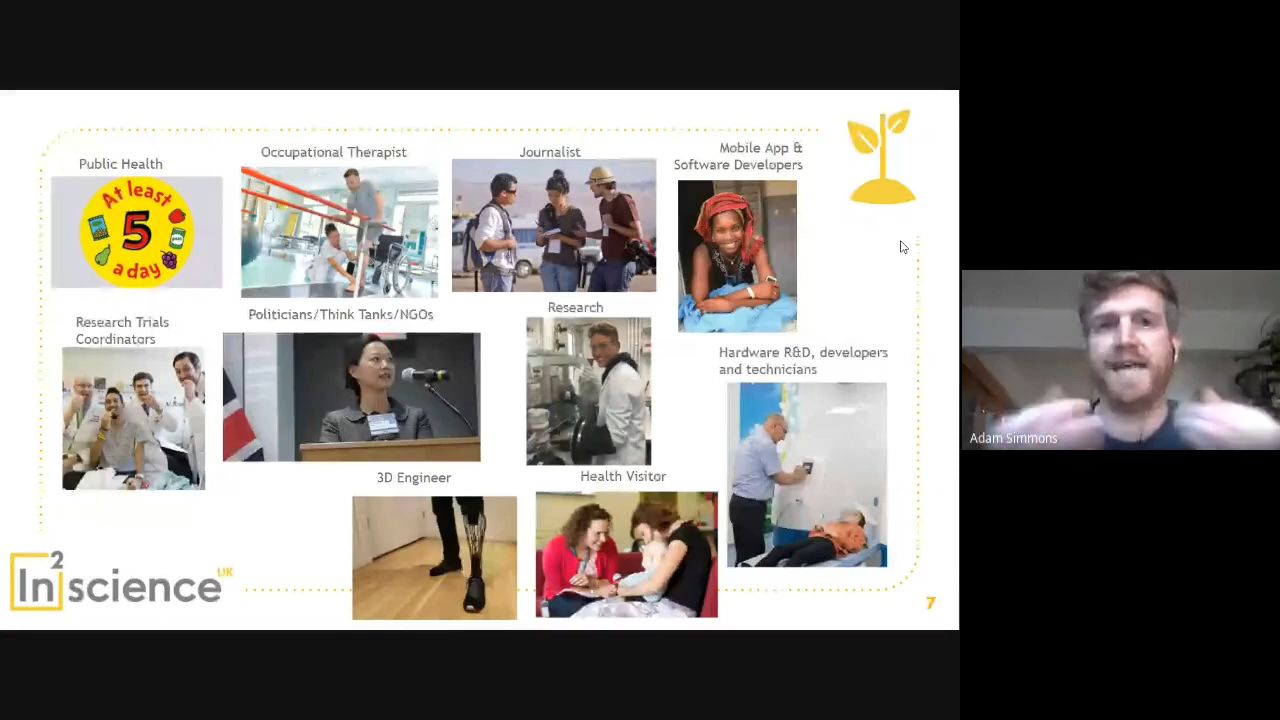 Public Health
Occupational Therapist
Journalist
Mobile App &
Software Developers
At least
5
a day
Research Trials
Coordinators
Politicians/Think Tanks/NGOs
Research
Hardware R&D, developers
and technicians
3D Engineer
Health Visitor
In2science UK
7
Adam Simmons